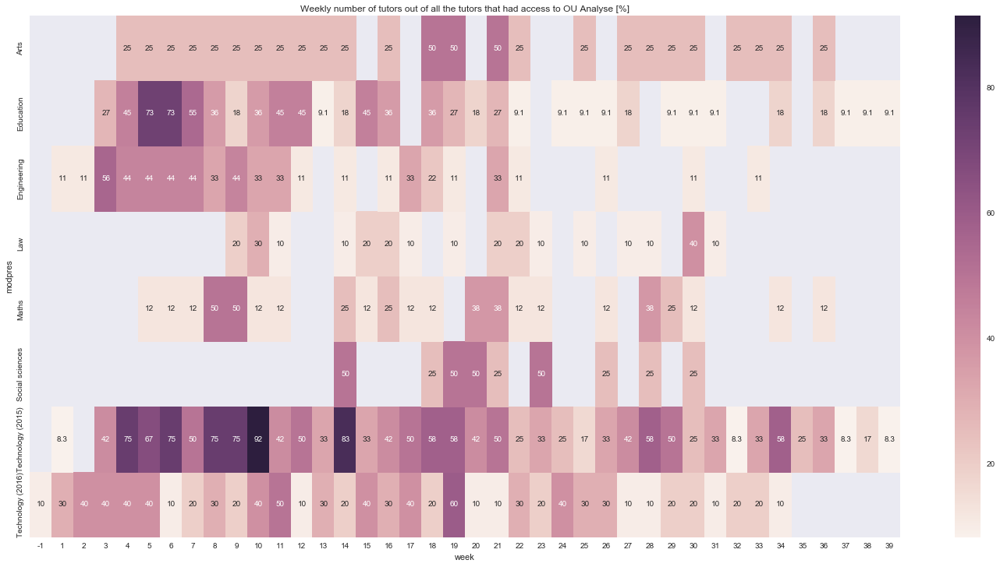 Weekly number of tutors out of all the tutors that had access to OU Analyse [%]
Arts 25 25 25 25 25 25 25 25 25 25 25 25 50 50 50 25 25 25 25 25 25 25 25 25 25
Education 27 45 73 73 55 36 18 36 45 45 9.1 18 45 36 36 27 18 27 9.1 9.1 9.1 9.1 18 9.1 9.1 9.1 18 18 9.1 9.1 9.1
Engineering 11 11 56 44 44 44 44 33 44 33 33 11 11 11 33 22 11 33 11 11 11 11
Law 20 30 10 10 20 20 10 10 20 20 10 10 10 10 40 10
Maths 12 12 12 50 50 12 12 25 12 25 12 12 38 38 12 12 12 38 25 12 12 12
Social sciences 50 25 50 50 25 50 25 25 25
Technology (2015) 8.3 42 75 67 75 50 75 75 92 42 50 33 83 33 42 50 58 58 42 50 25 33 25 17 33 42 58 50 25 33 8.3 33 58 25 33 8.3 17 8.3
Technology (2016) 10 30 40 40 40 40 10 20 30 20 40 50 10 30 20 40 30 40 20 60 10 10 30 20 40 30 30 10 10 20 20 10 20 20 10
modpres
-1 1 2 3 4 5 6 7 8 9 10 11 12 13 14 15 16 17 18 19 20 21 22 23 24 25 26 27 28 29 30 31 32 33 34 35 36 37 38 39
week
80
60
40
20